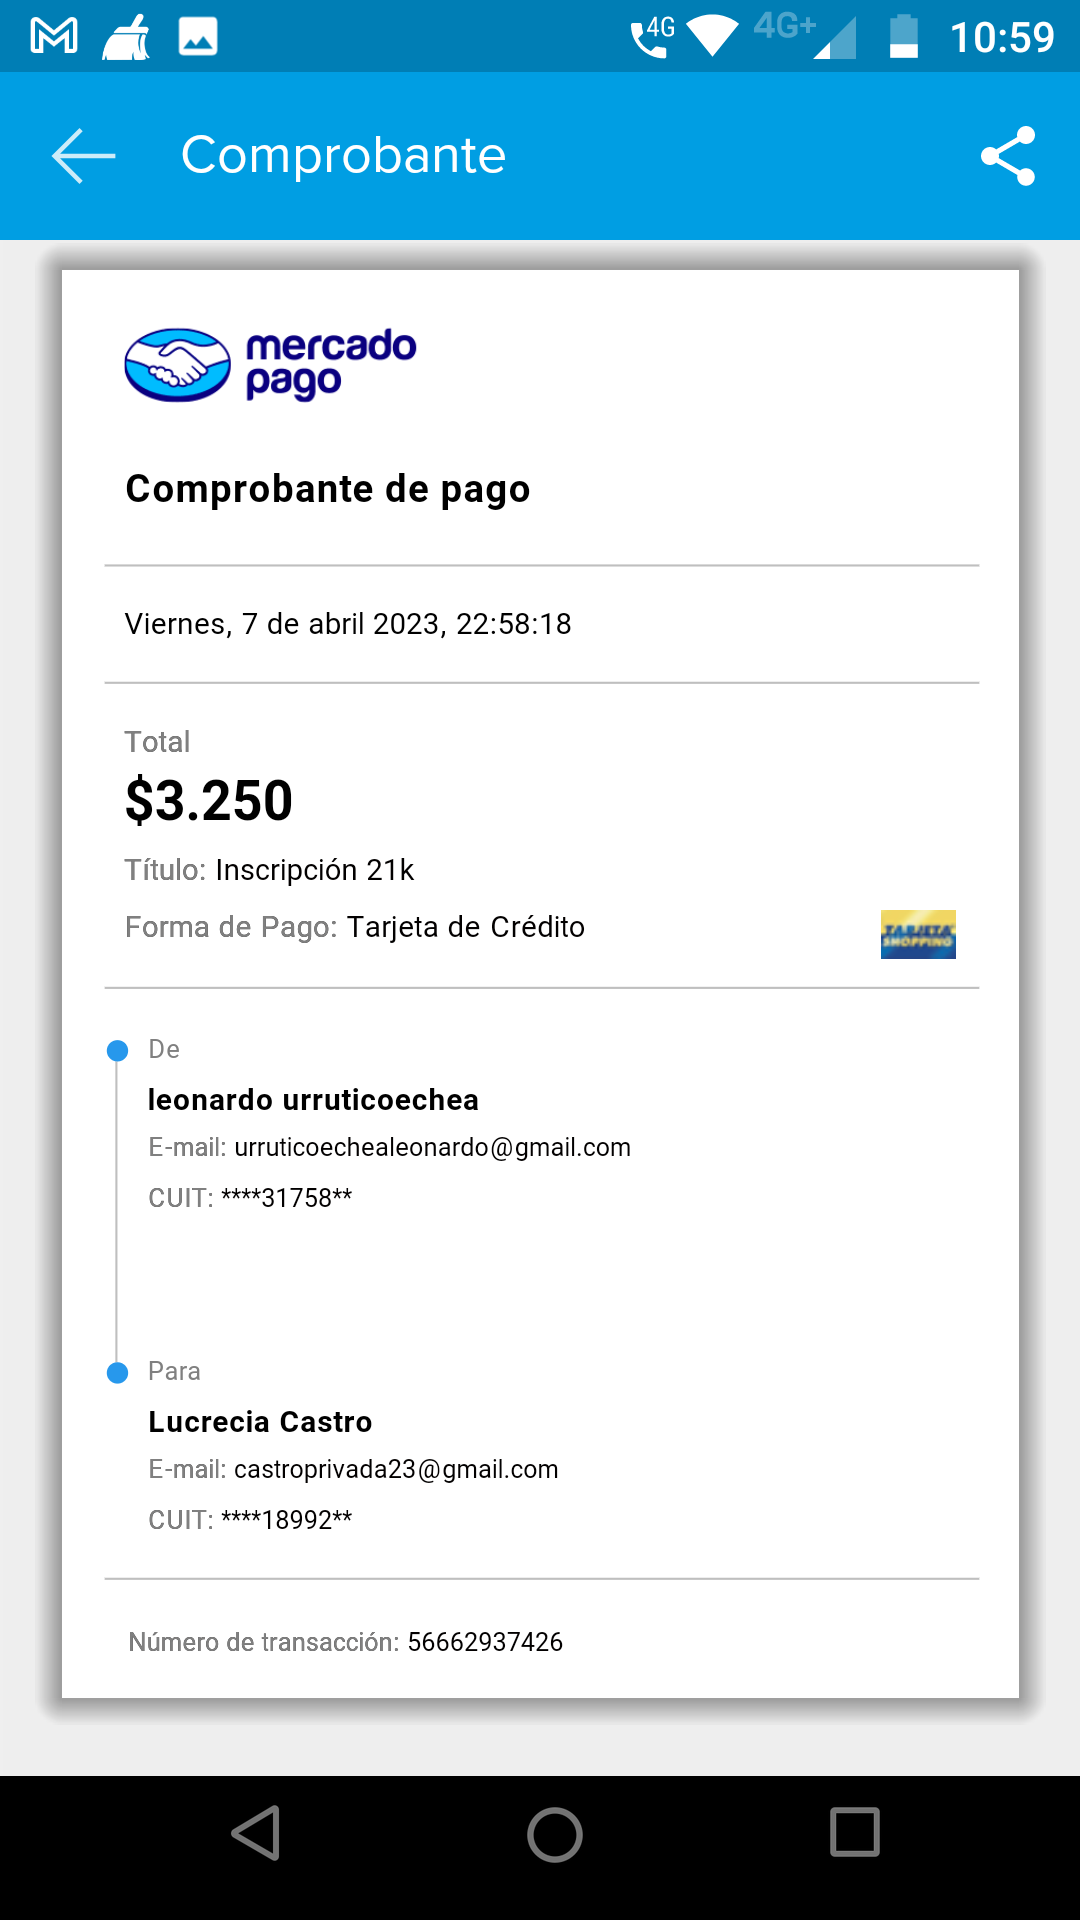 4G 4G+ 10:59
Comprobante
mercado
pago
Comprobante de pago
Viernes, 7 de abril 2023, 22:58:18
Total
$3.250
Título: Inscripción 21k
Forma de Pago: Tarjeta de Crédito
TARJETA
SHOPPING
De
leonardo urruticoechea
E-mail: urruticoechealeonardo@gmail.com
CUIT: ****31758**
Para
Lucrecia Castro
E-mail: castroprivada23@gmail.com
CUIT: ****18992**
Número de transacción: 56662937426